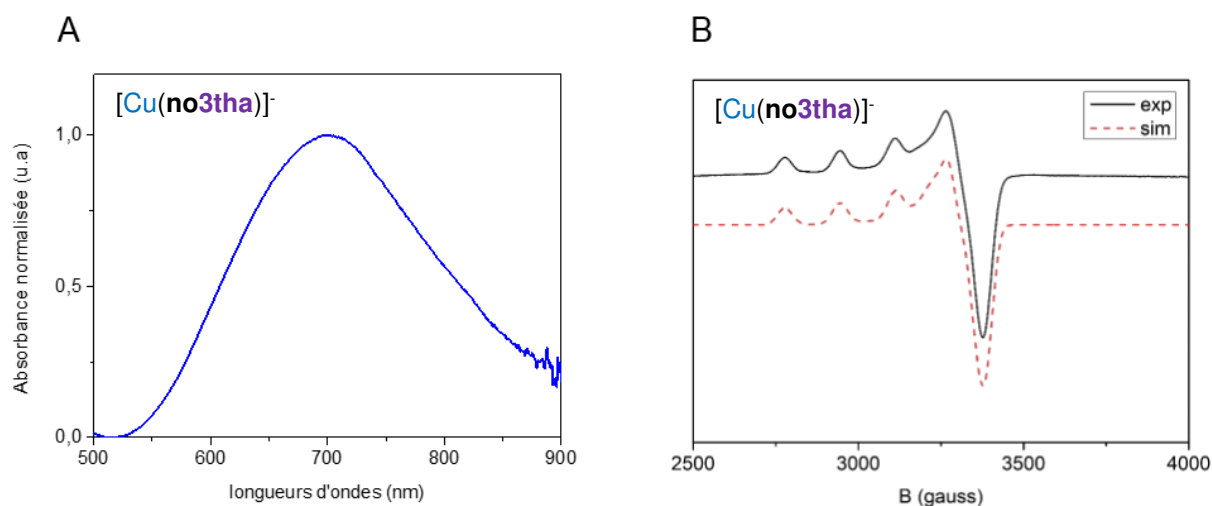 A
[Cu(no3tha)]⁻
Absorbance normalisée (u.a)
1,0
0,5
0,0
500 600 700 800 900
longueurs d'ondes (nm)
B
[Cu(no3tha)]⁻
exp
sim
2500 3000 3500 4000
B (gauss)